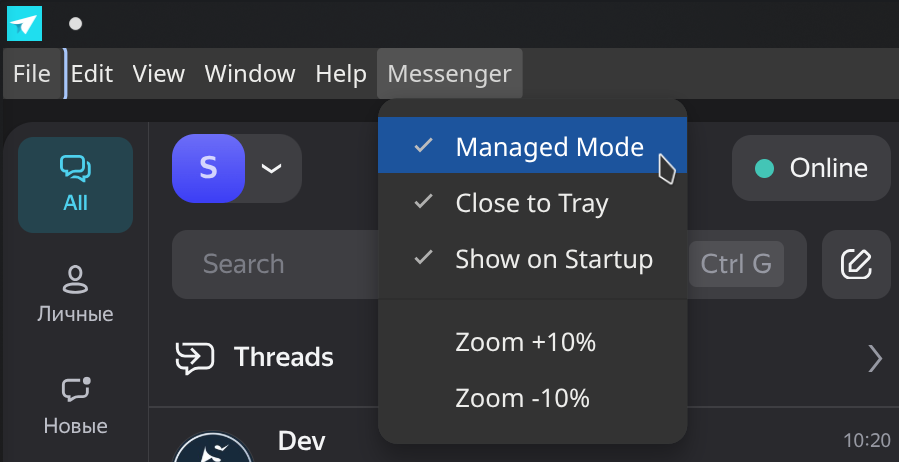 File Edit View Window Help Messenger
Managed Mode
Close to Tray
Show on Startup
Zoom +10%
Zoom -10%
All
Личные
Новые
S
Online
Search
Ctrl G
Threads
Dev
10:20